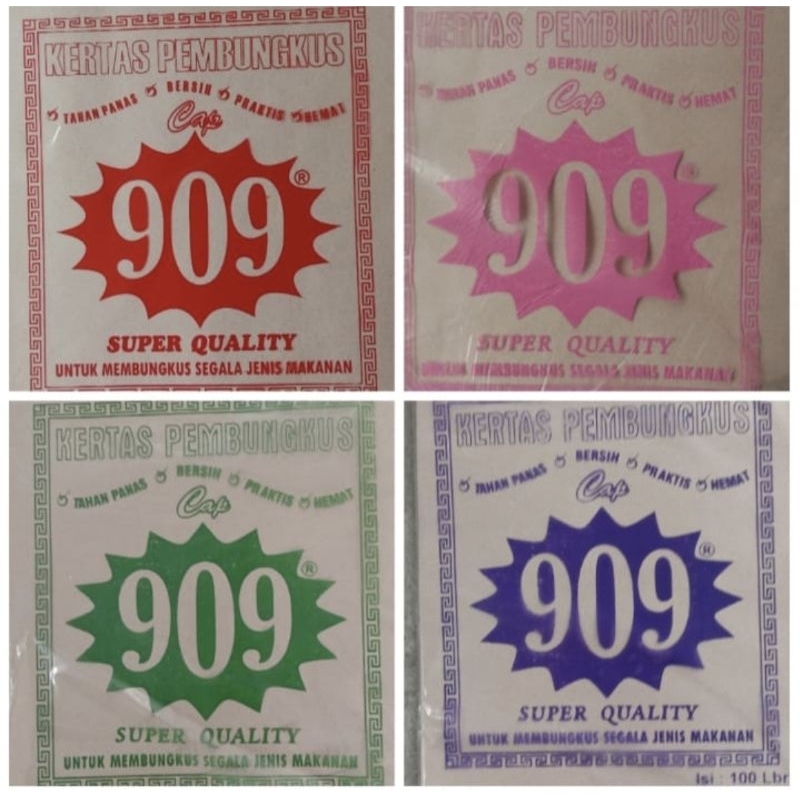 KERTAS PEMBUNGKUS
TAHAN PANAS BERSIH PRAKTIS HEMAT
Cap
909®
SUPER QUALITY
UNTUK MEMBUNGKUS SEGALA JENIS MAKANAN
KERTAS PEMBUNGKUS
TAHAN PANAS BERSIH PRAKTIS HEMAT
Cap
909
SUPER QUALITY
UNTUK MEMBUNGKUS SEGALA JENIS MAKANAN
KERTAS PEMBUNGKUS
TAHAN PANAS BERSIH PRAKTIS HEMAT
Cap
909®
SUPER QUALITY
UNTUK MEMBUNGKUS SEGALA JENIS MAKANAN
KERTAS PEMBUNGKUS
TAHAN PANAS BERSIH PRAKTIS HEMAT
Cap
909®
SUPER QUALITY
UNTUK MEMBUNGKUS SEGALA JENIS MAKANAN
Isi : 100 Lbr